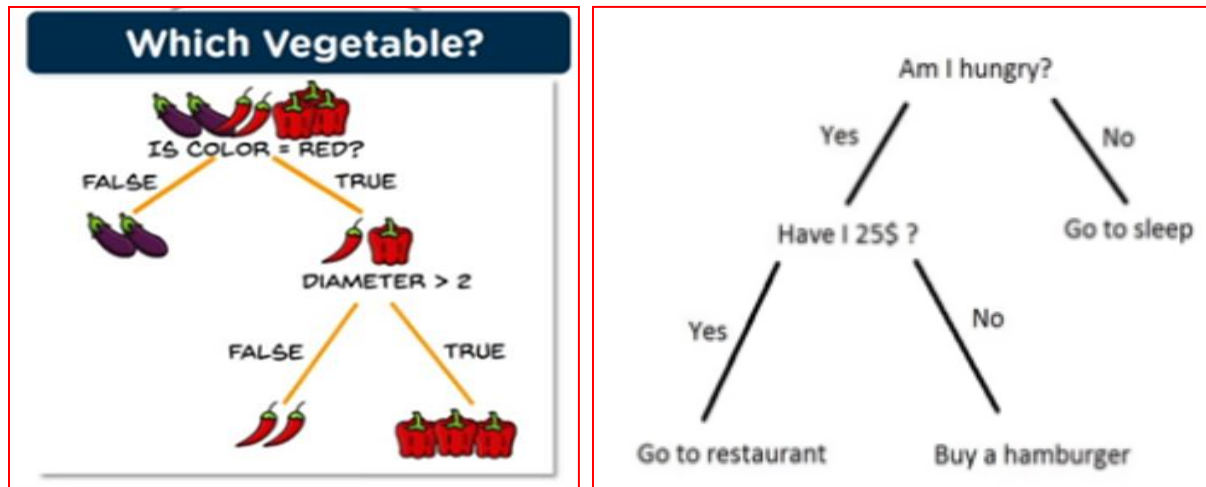 Which Vegetable?
IS COLOR = RED?
FALSE
TRUE
DIAMETER > 2
FALSE
TRUE
Am I hungry?
Yes
No
Have I 25$ ?
Go to sleep
Yes
No
Go to restaurant
Buy a hamburger